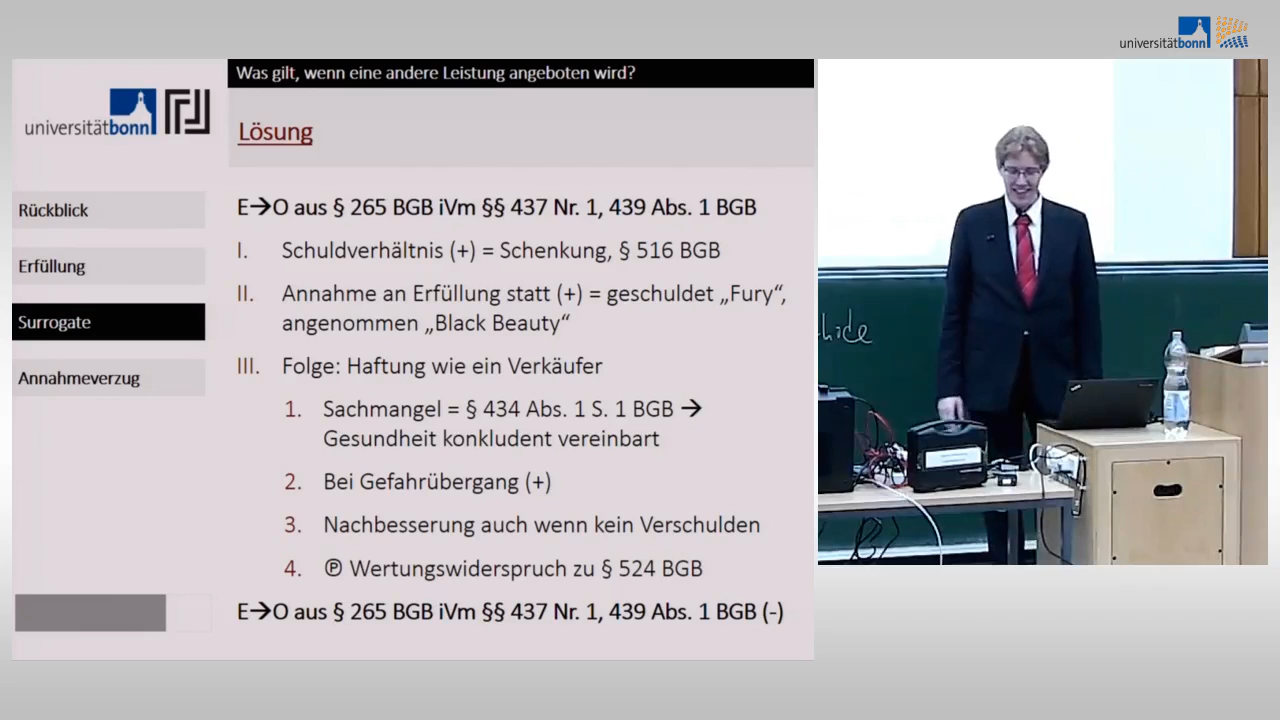 universitätbonn
Was gilt, wenn eine andere Leistung angeboten wird?
universitätbonn
Lösung
Rückblick
Erfüllung
Surrogate
Annahmeverzug
E→O aus § 265 BGB iVm §§ 437 Nr. 1, 439 Abs. 1 BGB
I. Schuldverhältnis (+) = Schenkung, § 516 BGB
II. Annahme an Erfüllung statt (+) = geschuldet „Fury“,
angenommen „Black Beauty“
III. Folge: Haftung wie ein Verkäufer
1. Sachmangel = § 434 Abs. 1 S. 1 BGB →
Gesundheit konkludent vereinbart
2. Bei Gefahrübergang (+)
3. Nachbesserung auch wenn kein Verschulden
4. Ⓟ Wertungswiderspruch zu § 524 BGB
E→O aus § 265 BGB iVm §§ 437 Nr. 1, 439 Abs. 1 BGB (-)